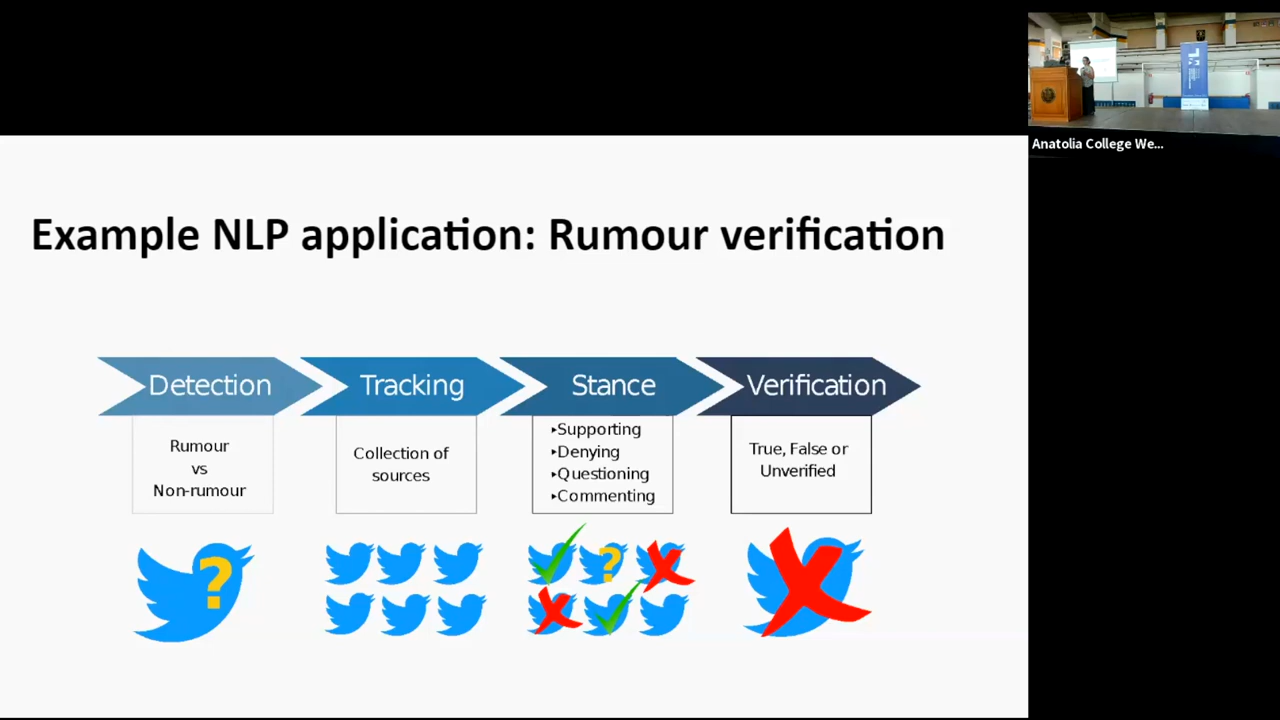 Anatolia College We...
Example NLP application: Rumour verification
Detection
Tracking
Stance
Verification
Rumour
vs
Non-rumour
Collection of
sources
▸Supporting
▸Denying
▸Questioning
▸Commenting
True, False or
Unverified
?
?